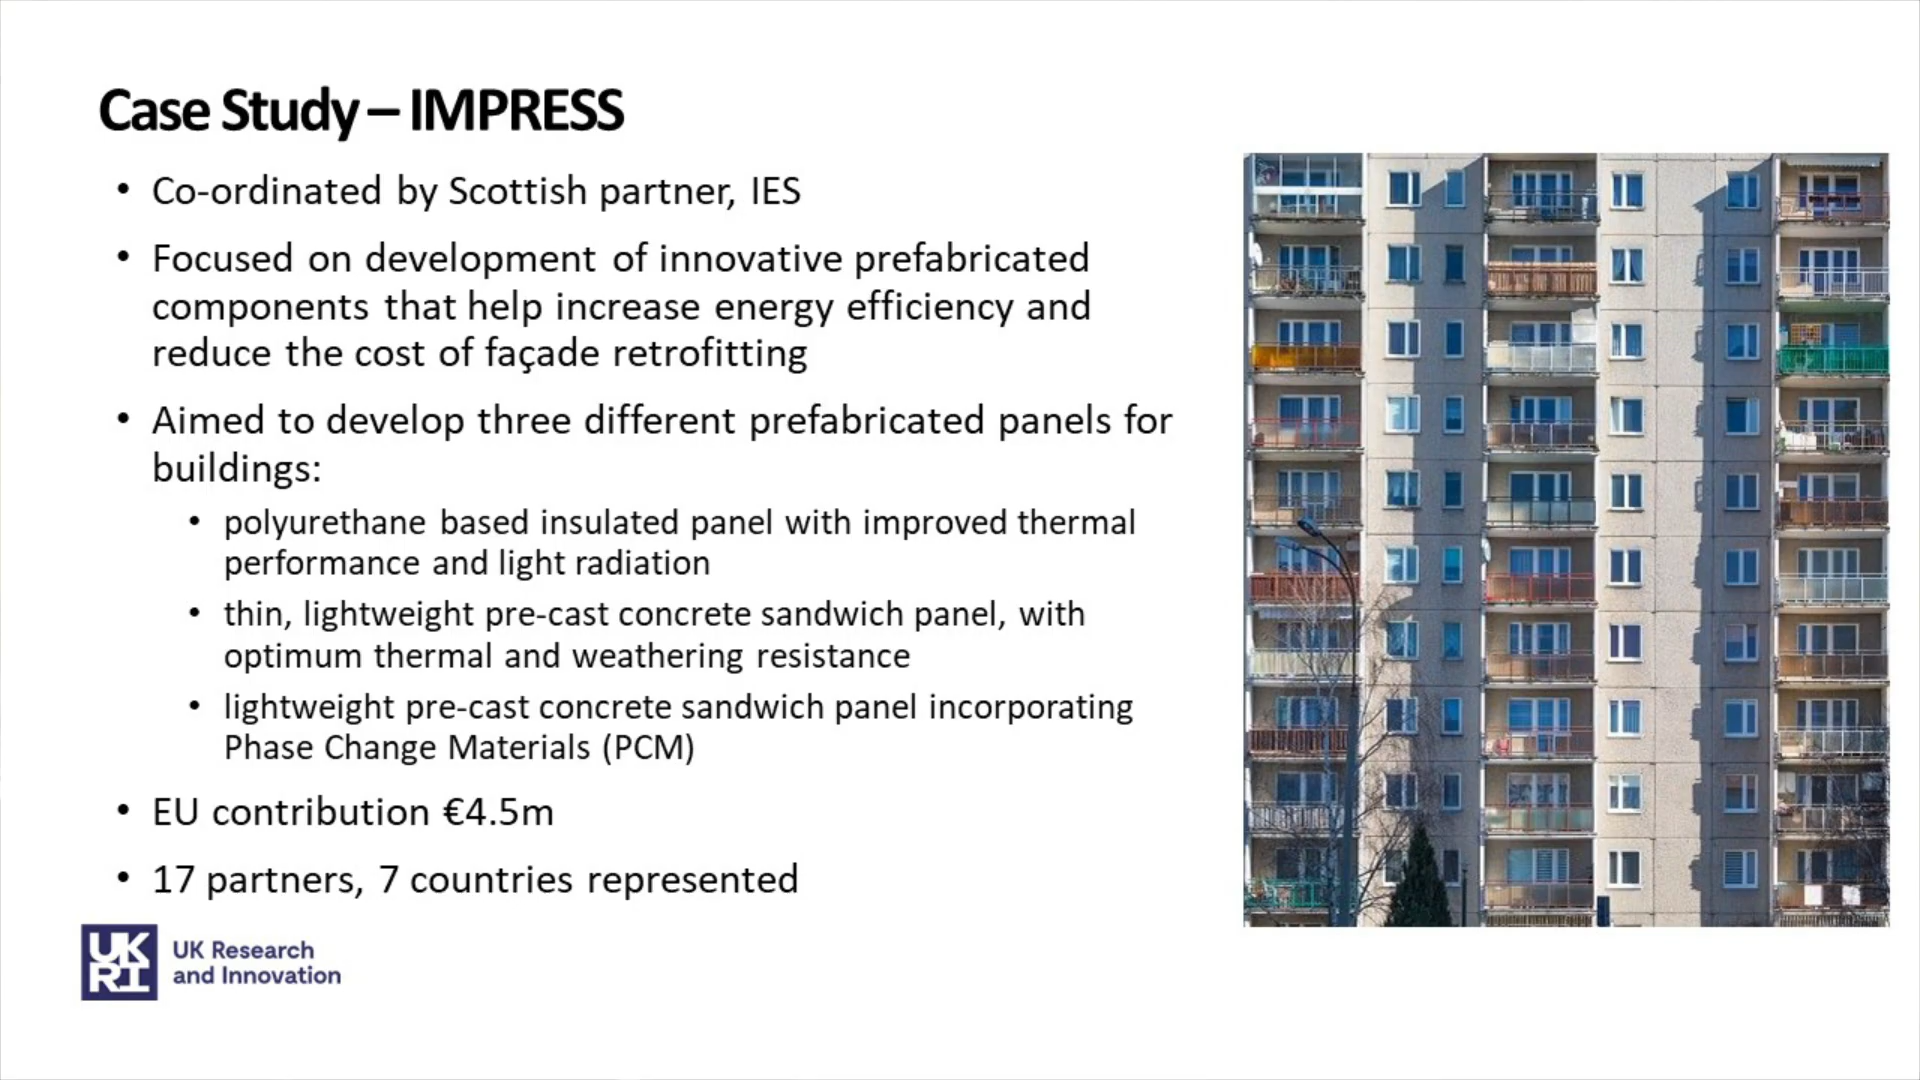 Case Study – IMPRESS
• Co-ordinated by Scottish partner, IES
• Focused on development of innovative prefabricated
components that help increase energy efficiency and
reduce the cost of façade retrofitting
• Aimed to develop three different prefabricated panels for
buildings:
• polyurethane based insulated panel with improved thermal
performance and light radiation
• thin, lightweight pre-cast concrete sandwich panel, with
optimum thermal and weathering resistance
• lightweight pre-cast concrete sandwich panel incorporating
Phase Change Materials (PCM)
• EU contribution €4.5m
• 17 partners, 7 countries represented
UK
RI
UK Research
and Innovation